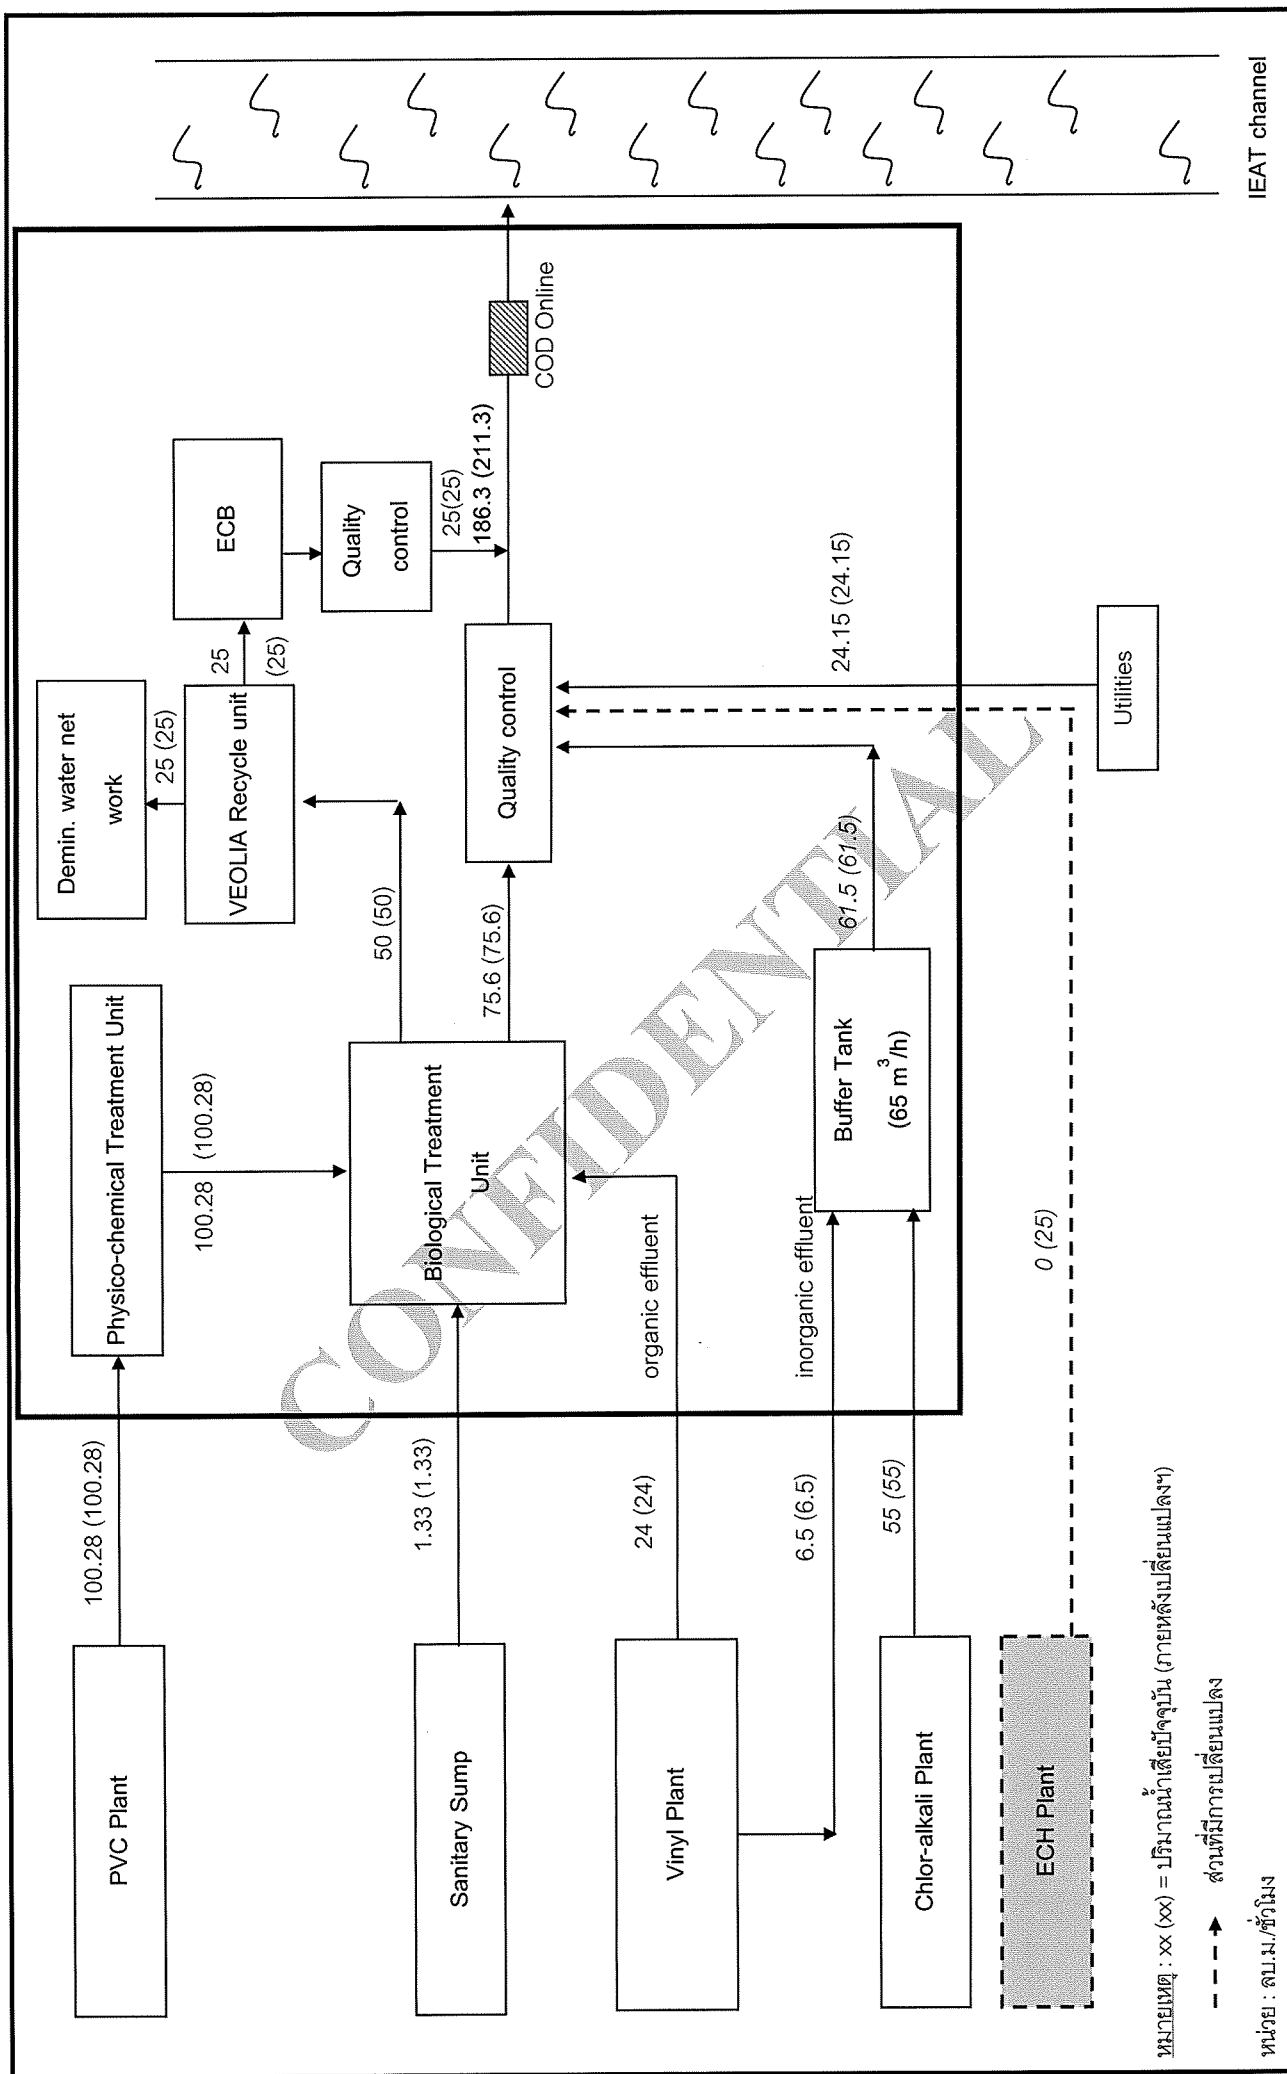 PVC Plant
100.28 (100.28)
Physico-chemical Treatment Unit
100.28 (100.28)
Demin. water net
work
25 (25)
VEOLIA Recycle unit
25
(25)
ECB
Quality
control
25(25)
186.3 (211.3)
COD Online
Sanitary Sump
1.33 (1.33)
Biological Treatment
Unit
50 (50)
75.6 (75.6)
Quality control
Vinyl Plant
24 (24)
organic effluent
6.5 (6.5)
inorganic effluent
Chlor-alkali Plant
55 (55)
Buffer Tank
(65 m³/h)
61.5 (61.5)
24.15 (24.15)
ECH Plant
0 (25)
Utilities
IEAT channel
CONFIDENTIAL
หมายเหตุ : xx (xx) = ปริมาณน้ำเสียปัจจุบัน (ภายหลังเปลี่ยนแปลงฯ)
ส่วนที่มีการเปลี่ยนแปลง
หน่วย : ลบ.ม./ชั่วโมง